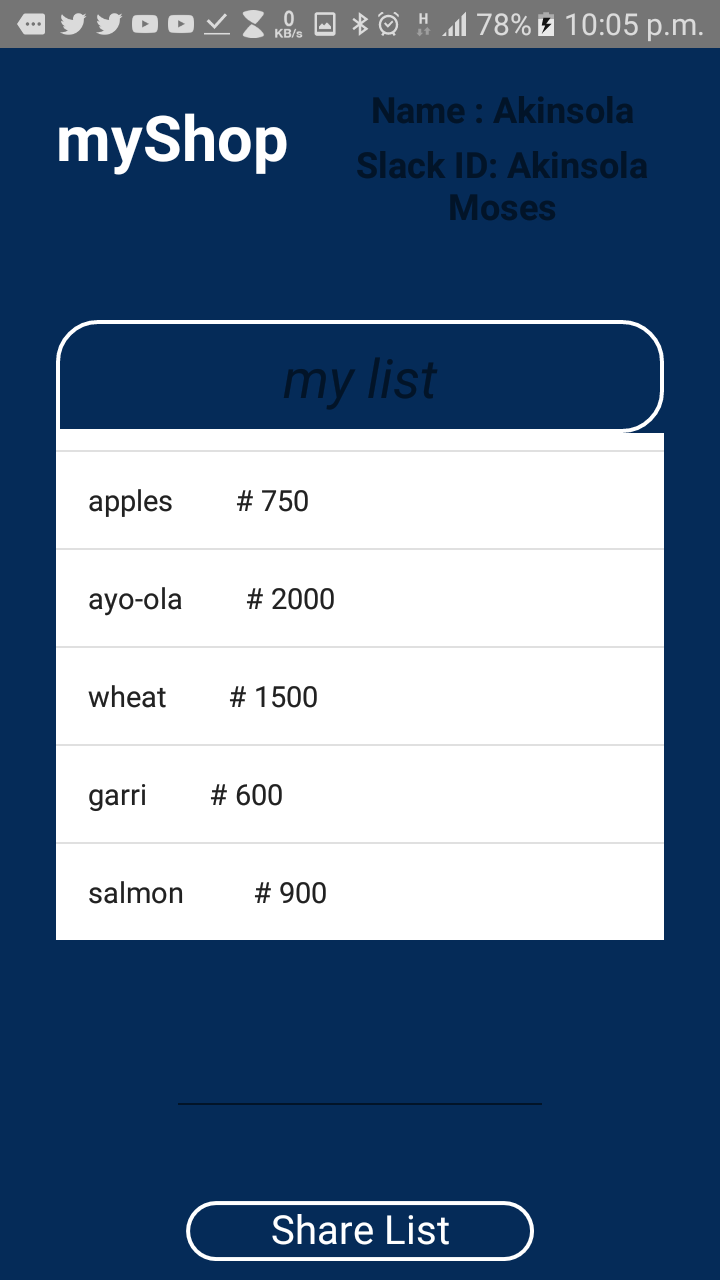 0
KB/s
H
78%
10:05 p.m.
myShop
Name : Akinsola
Slack ID: Akinsola
Moses
my list
apples # 750
ayo-ola # 2000
wheat # 1500
garri # 600
salmon # 900
Share List